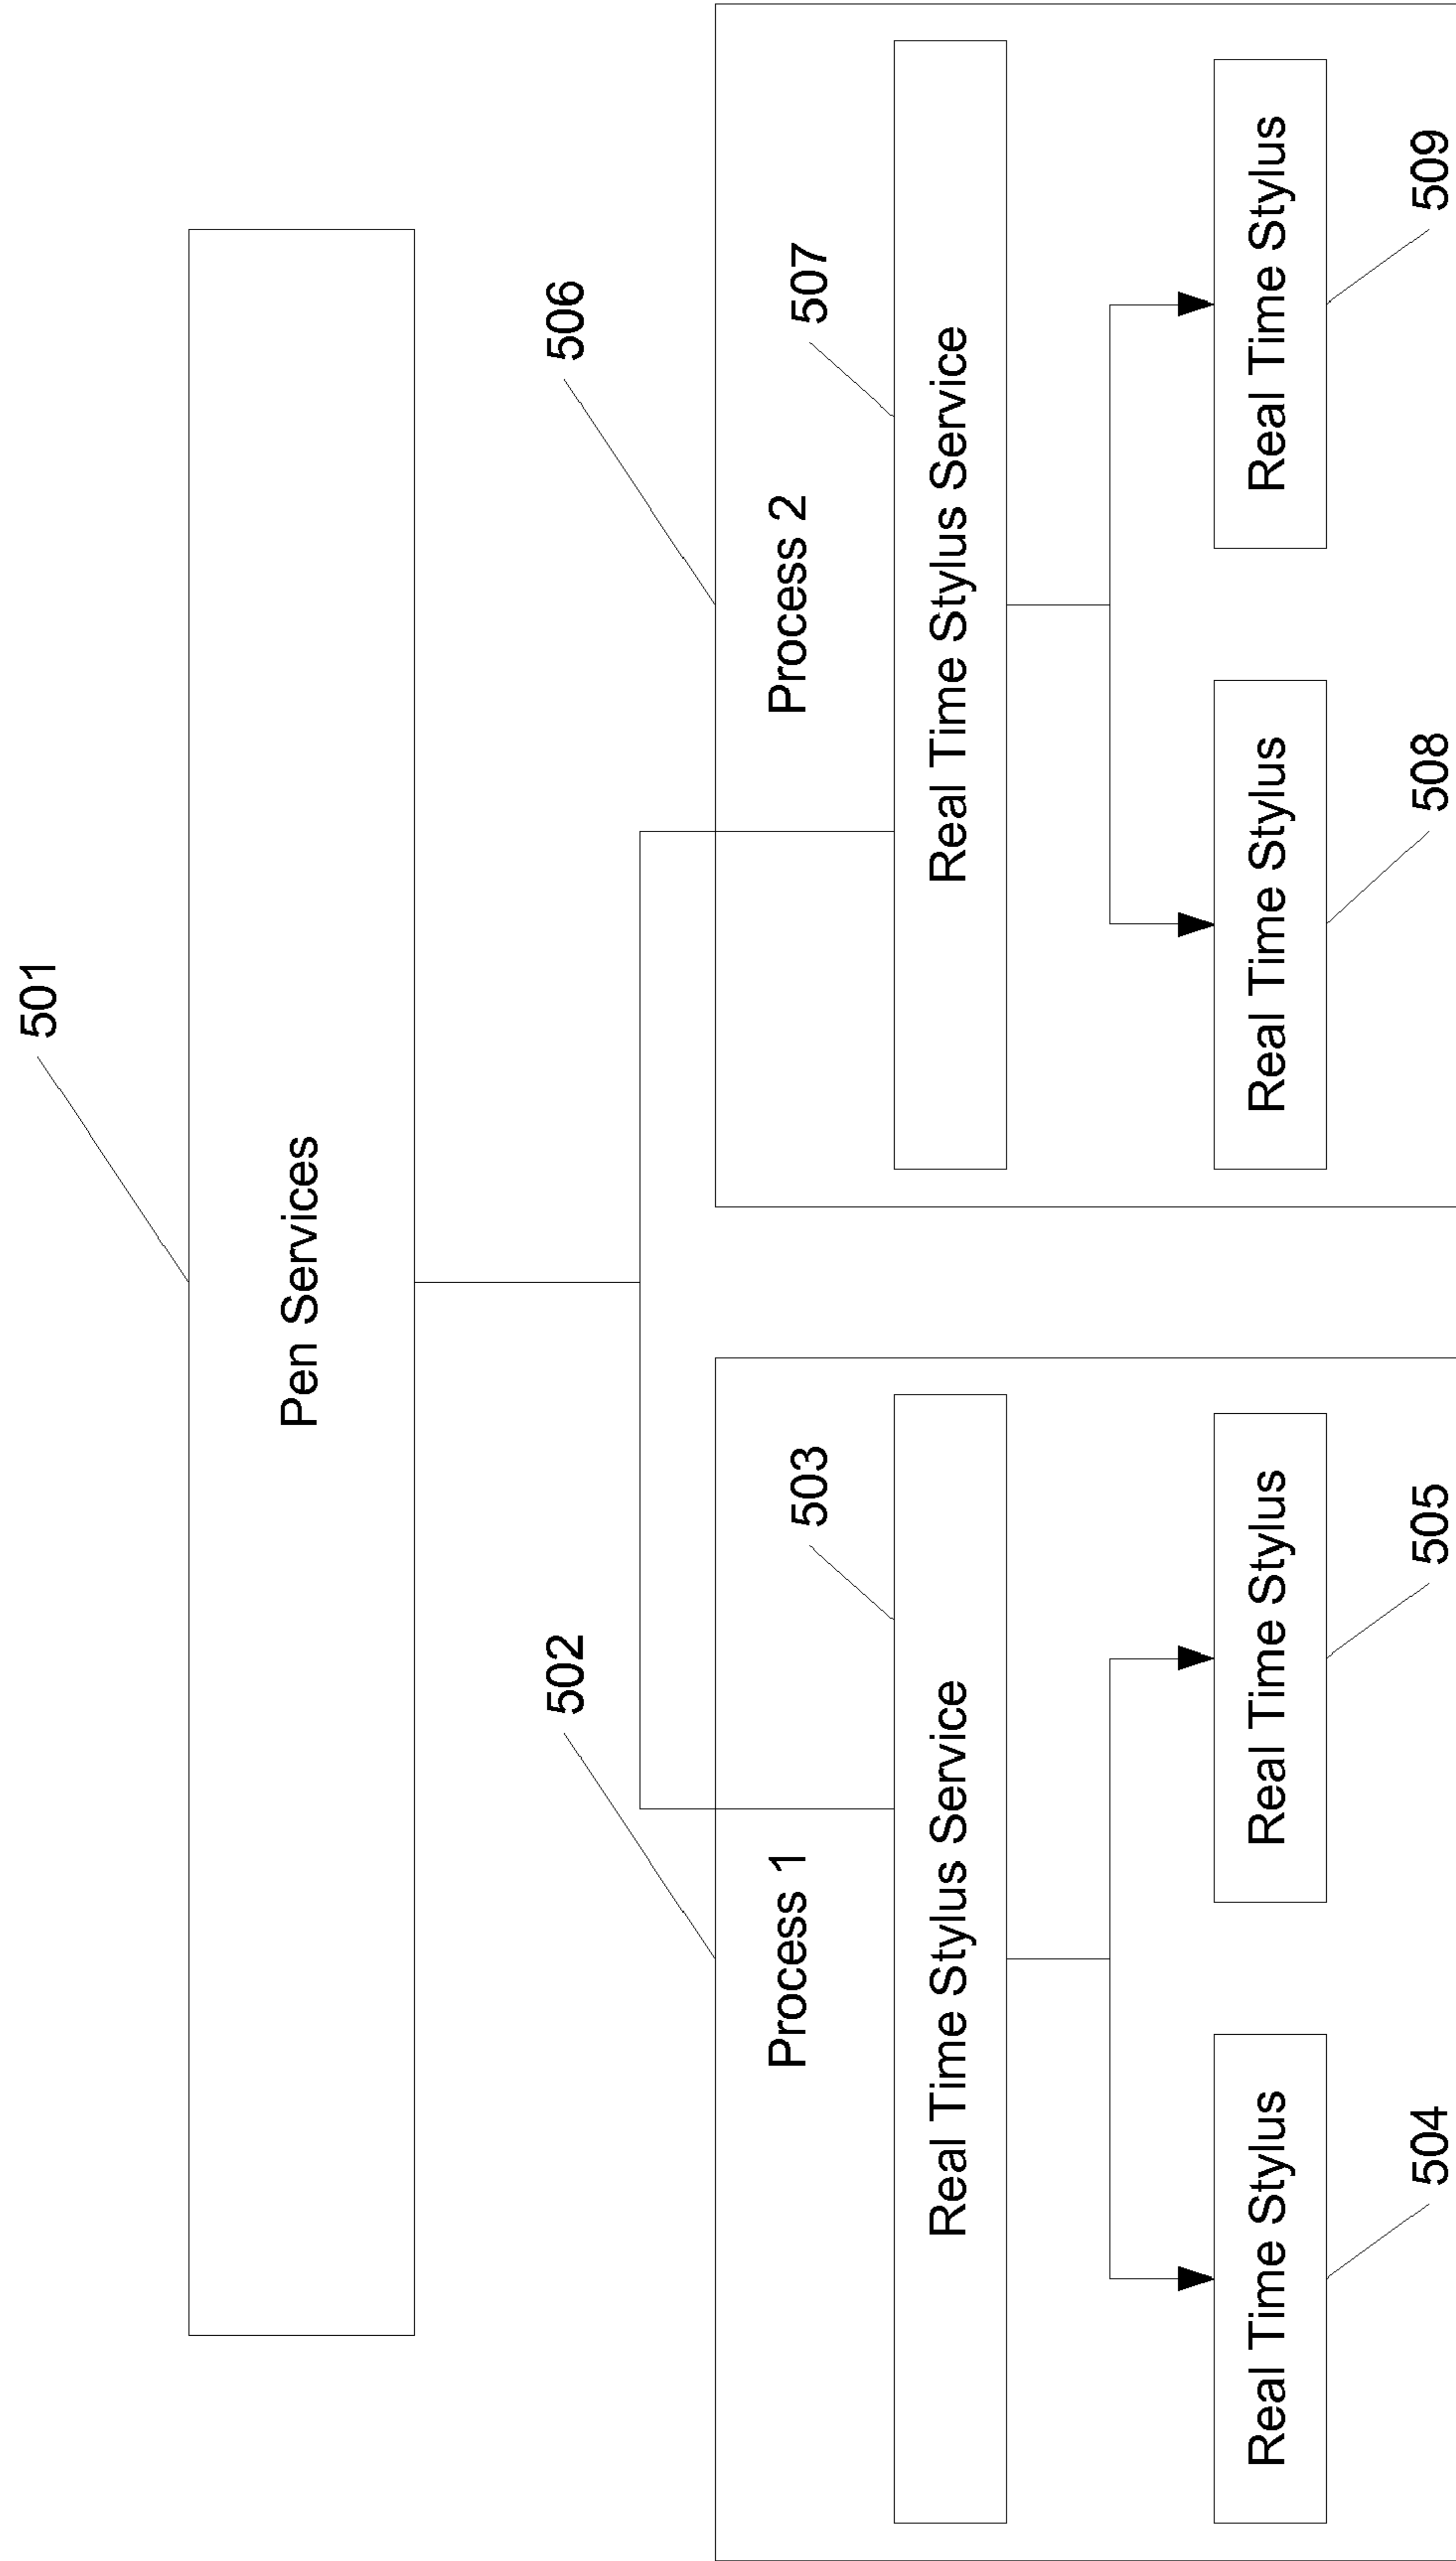 501
Pen Services
502
506
Process 1
503
Process 2
507
Real Time Stylus Service
Real Time Stylus Service
Real Time Stylus
Real Time Stylus
Real Time Stylus
Real Time Stylus
504
505
508
509